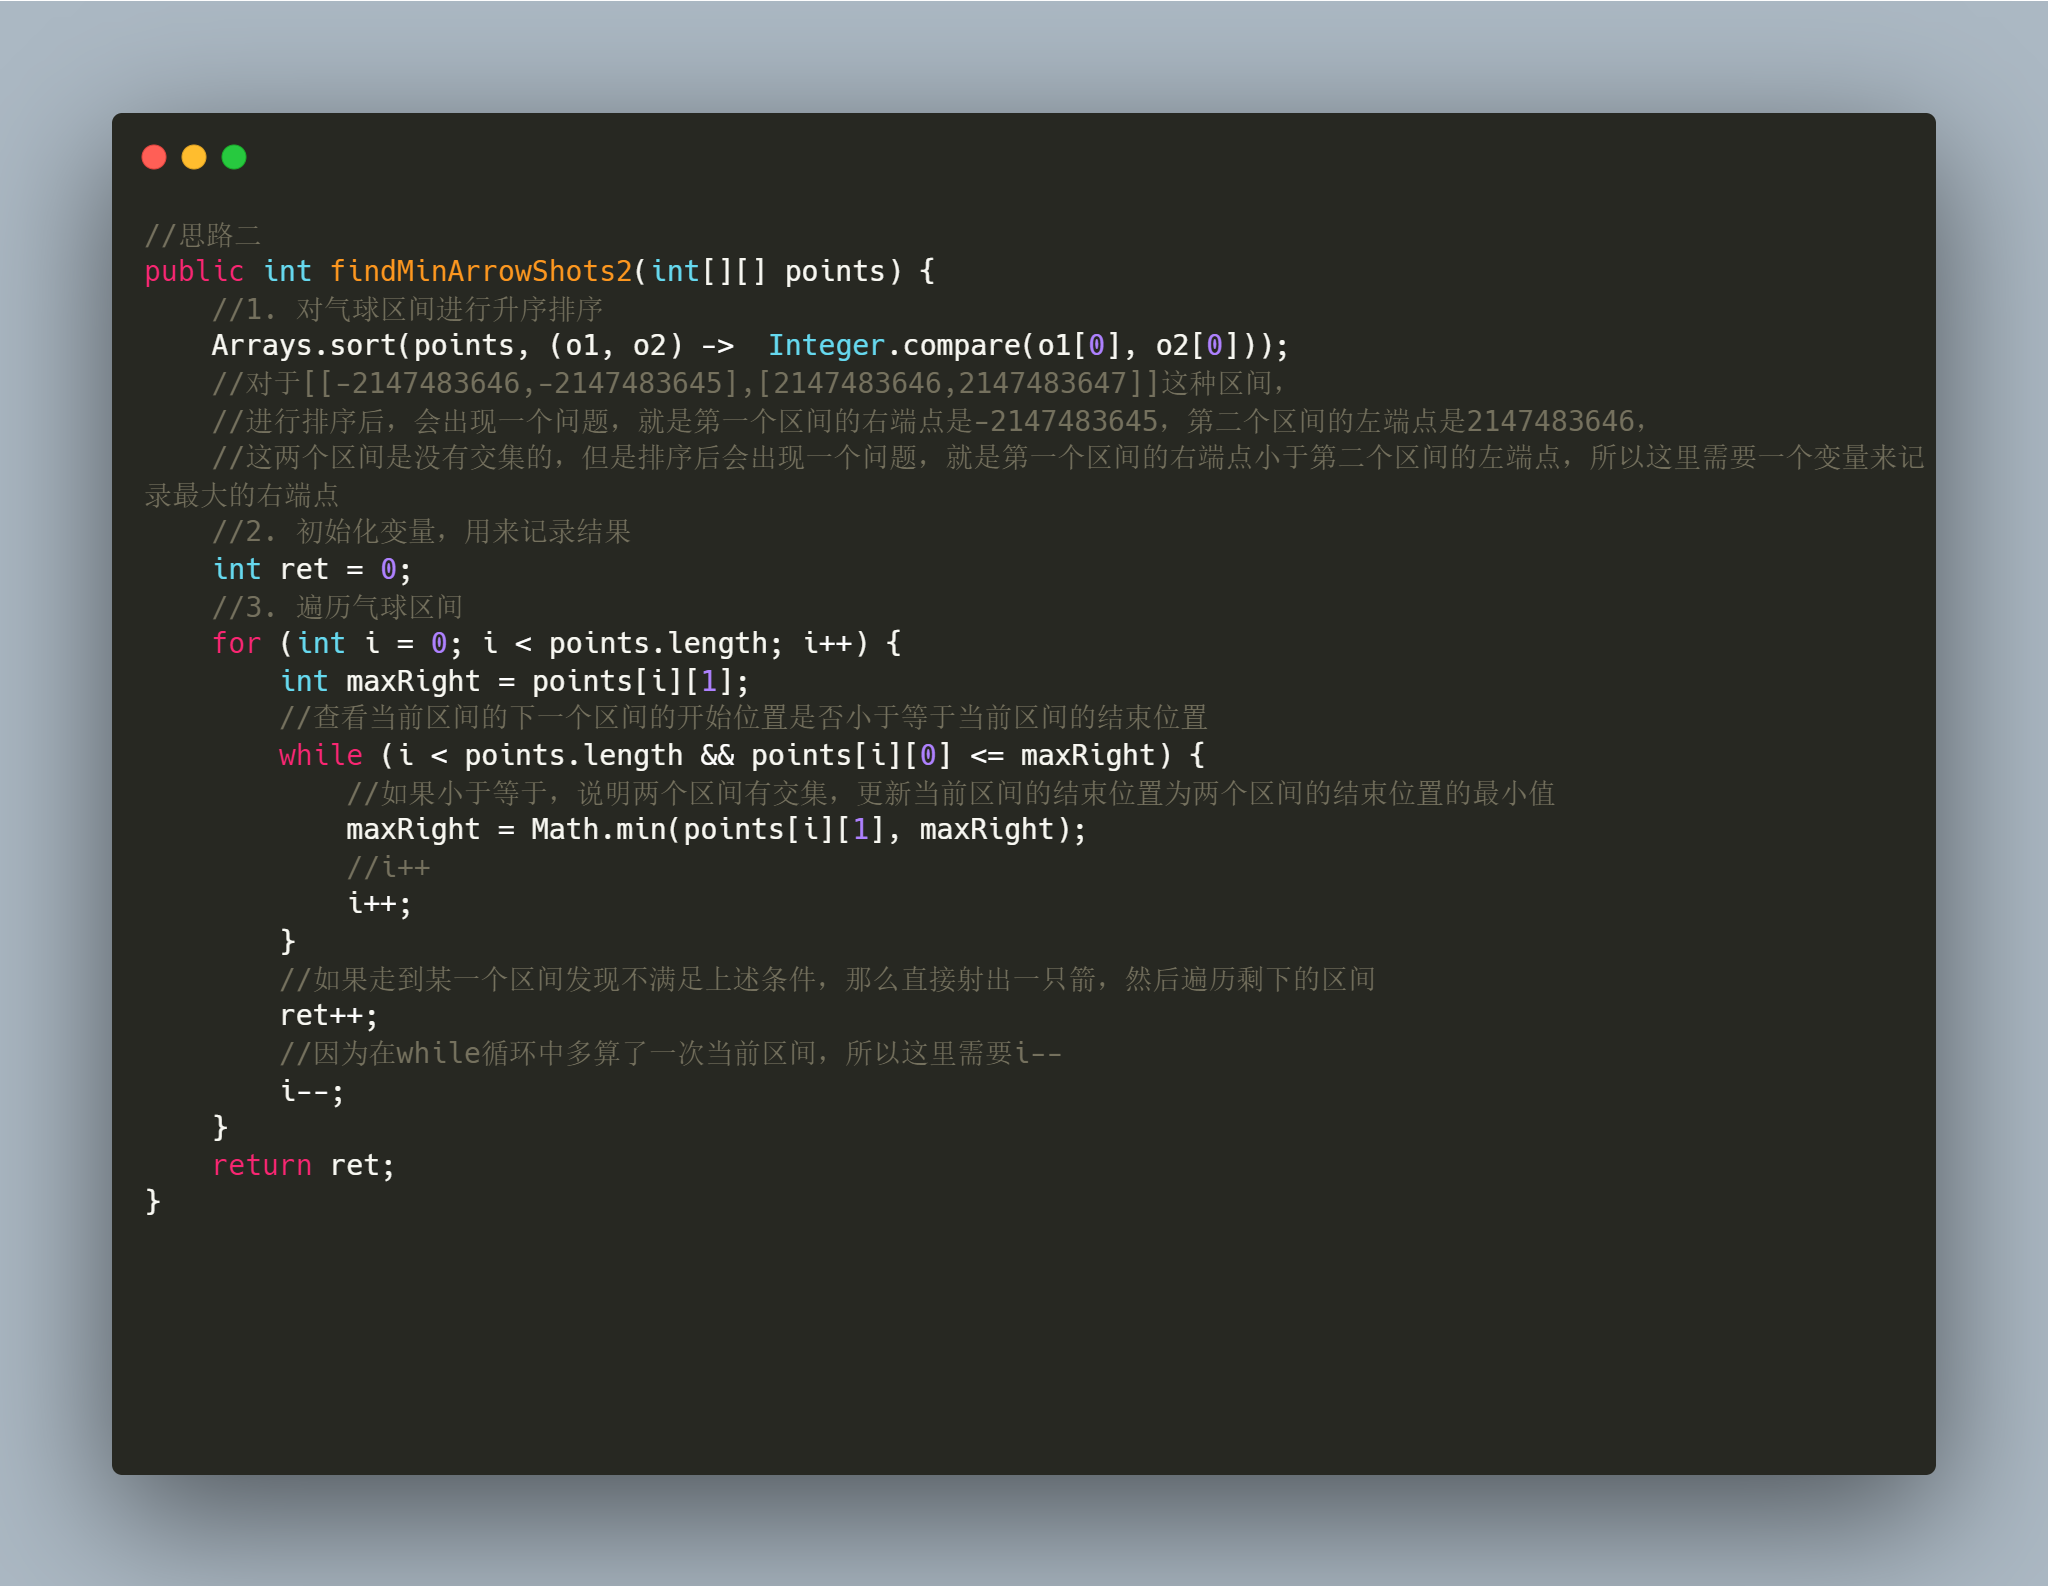 //思路二
public int findMinArrowShots2(int[][] points) {
    //1. 对气球区间进行升序排序
    Arrays.sort(points, (o1, o2) ->  Integer.compare(o1[0], o2[0]));
    //对于[[-2147483646,-2147483645],[2147483646,2147483647]]这种区间，
    //进行排序后，会出现一个问题，就是第一个区间的右端点是-2147483645，第二个区间的左端点是2147483646，
    //这两个区间是没有交集的，但是排序后会出现一个问题，就是第一个区间的右端点小于第二个区间的左端点，所以这里需要一个变量来记
录最大的右端点
    //2. 初始化变量，用来记录结果
    int ret = 0;
    //3. 遍历气球区间
    for (int i = 0; i < points.length; i++) {
        int maxRight = points[i][1];
        //查看当前区间的下一个区间的开始位置是否小于等于当前区间的结束位置
        while (i < points.length && points[i][0] <= maxRight) {
            //如果小于等于，说明两个区间有交集，更新当前区间的结束位置为两个区间的结束位置的最小值
            maxRight = Math.min(points[i][1], maxRight);
            //i++
            i++;
        }
        //如果走到某一个区间发现不满足上述条件，那么直接射出一只箭，然后遍历剩下的区间
        ret++;
        //因为在while循环中多算了一次当前区间，所以这里需要i--
        i--;
    }
    return ret;
}